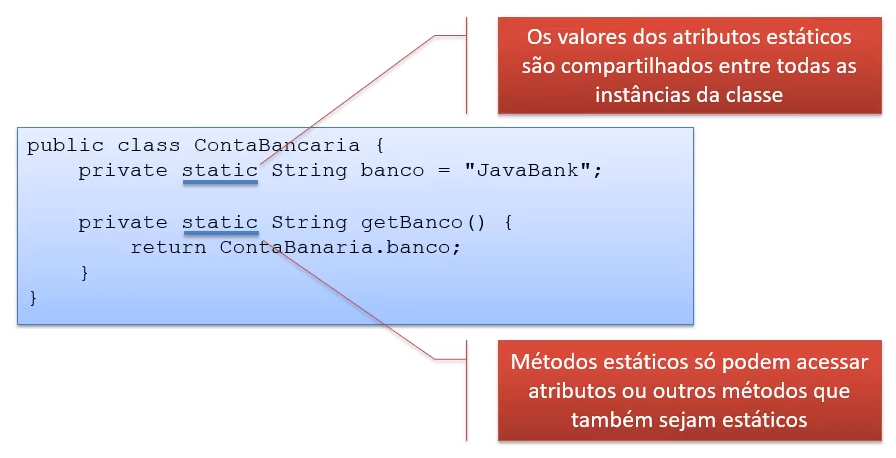 Os valores dos atributos estáticos
são compartilhados entre todas as
instâncias da classe
public class ContaBancaria {
private static String banco = "JavaBank";
private static String getBanco() {
return ContaBanaria.banco;
}
}
Métodos estáticos só podem acessar
atributos ou outros métodos que
também sejam estáticos